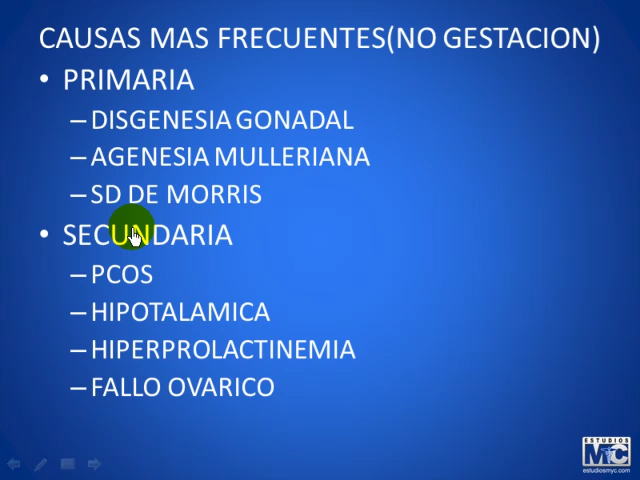 CAUSAS MAS FRECUENTES(NO GESTACION)
• PRIMARIA
– DISGENESIA GONADAL
– AGENESIA MULLERIANA
– SD DE MORRIS
• SECUNDARIA
– PCOS
– HIPOTALAMICA
– HIPERPROLACTINEMIA
– FALLO OVARICO
ESTUDIOS
MyC
estudiosmyc.com